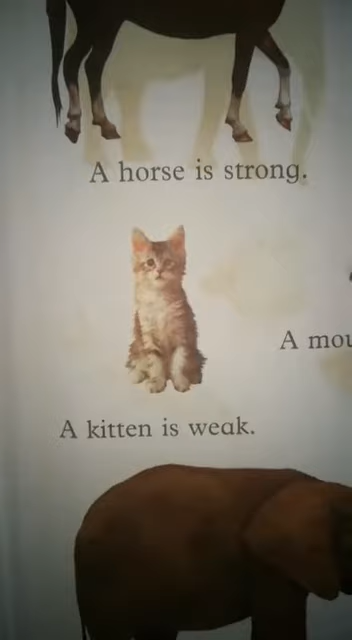 A horse is strong.
A
A kitten is weak.